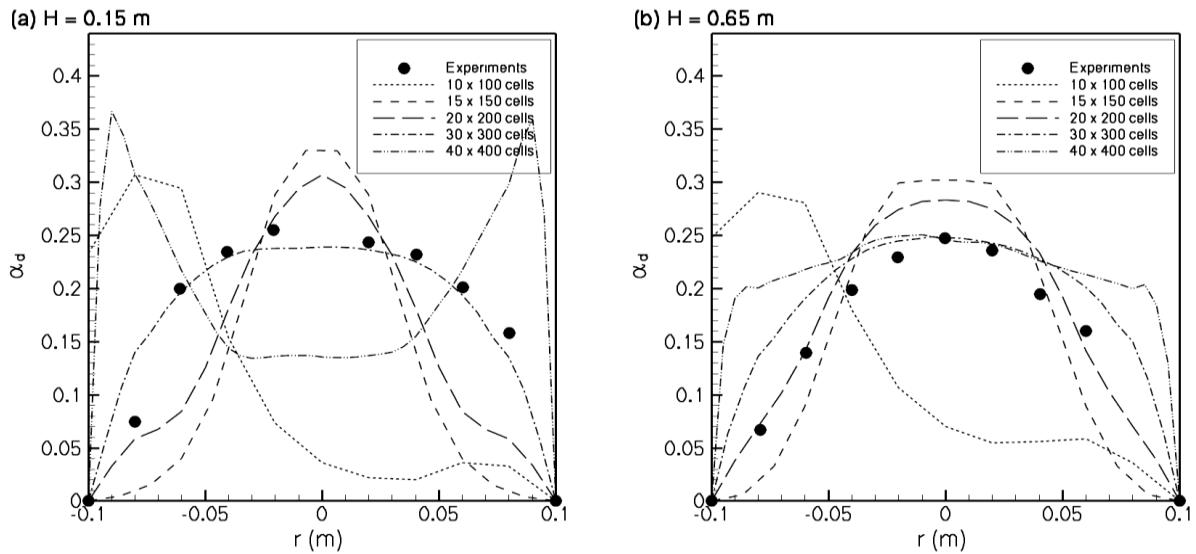 (a) H = 0.15 m
0.4
0.35
0.3
0.25
0.2
0.15
0.1
0.05
0
αd
-0.1
-0.05
0
0.05
0.1
r (m)
Experiments
10 x 100 cells
15 x 150 cells
20 x 200 cells
30 x 300 cells
40 x 400 cells
(b) H = 0.65 m
0.4
0.35
0.3
0.25
0.2
0.15
0.1
0.05
0
αd
-0.1
-0.05
0
0.05
0.1
r (m)
Experiments
10 x 100 cells
15 x 150 cells
20 x 200 cells
30 x 300 cells
40 x 400 cells